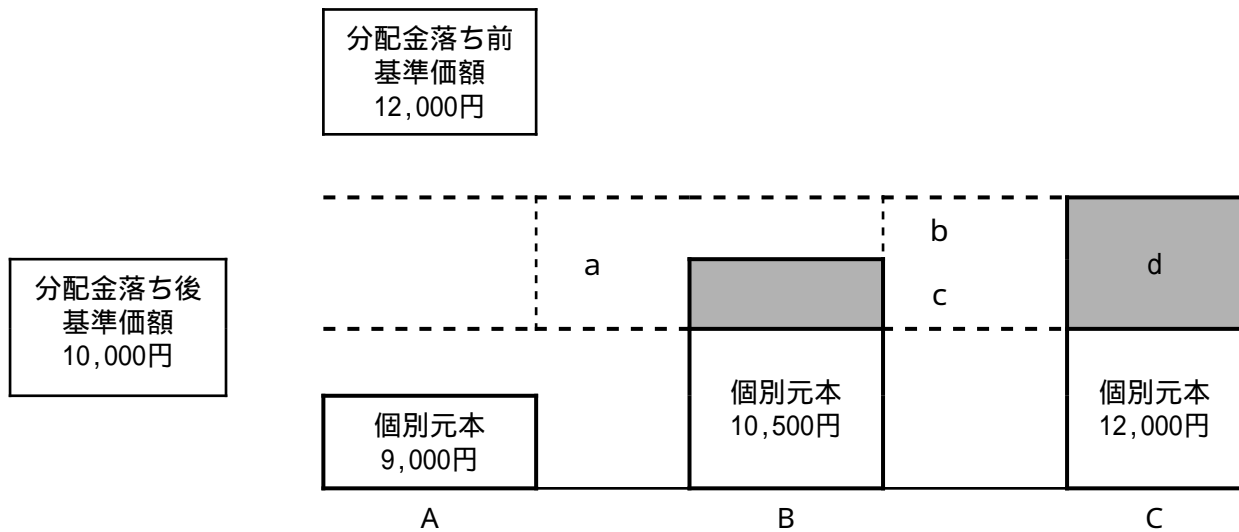 分配金落ち前
基準価額
12,000円
a
b
c
d
分配金落ち後
基準価額
10,000円
個別元本
9,000円
個別元本
10,500円
個別元本
12,000円
A
B
C